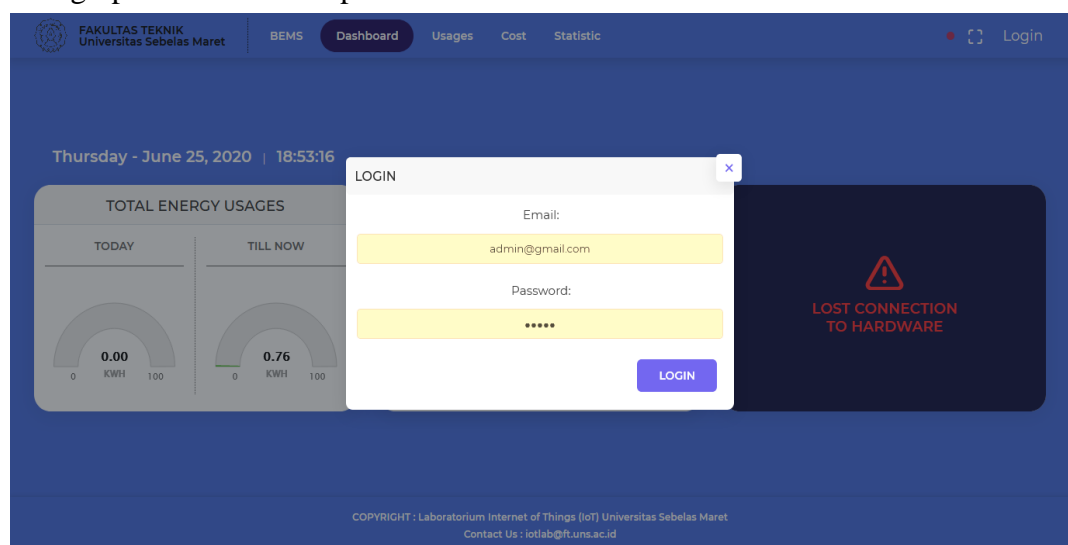 FAKULTAS TEKNIK
Universitas Sebelas Maret
BEMS Dashboard Usages Cost Statistic Login
Thursday - June 25, 2020 | 18:53:16
LOGIN
×
Email:
admin@gmail.com
Password:
•••••
LOGIN
TOTAL ENERGY USAGES
TODAY TILL NOW
0.00 0.76
0 KWH 100 0 KWH 100
LOST CONNECTION
TO HARDWARE
COPYRIGHT : Laboratorium Internet of Things (IoT) Universitas Sebelas Maret
Contact Us : iotlab@ft.uns.ac.id